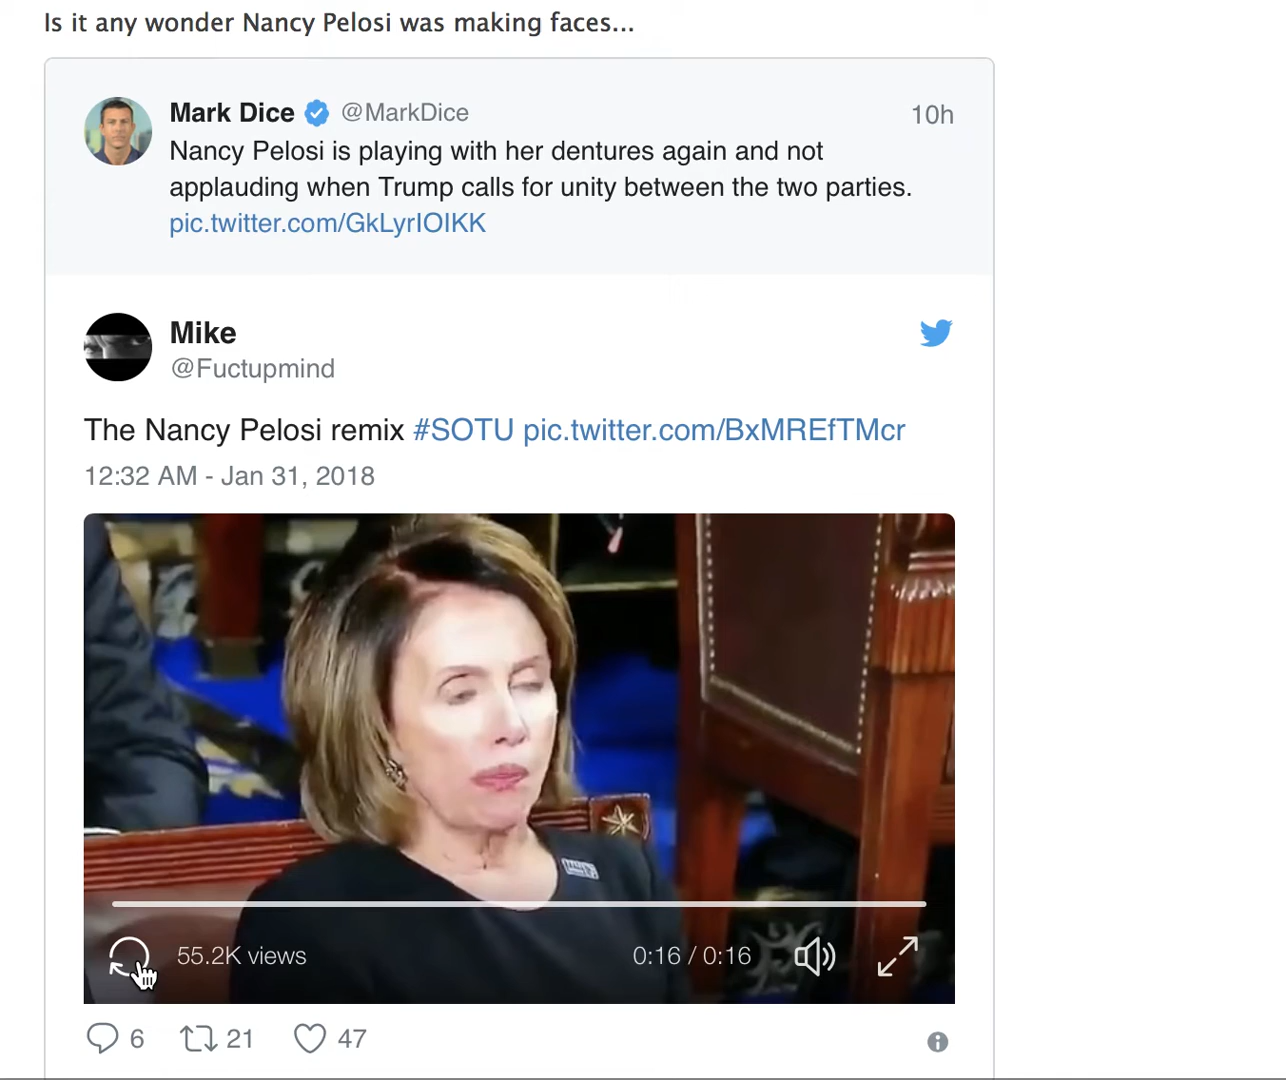 Is it any wonder Nancy Pelosi was making faces...
Mark Dice @MarkDice 10h
Nancy Pelosi is playing with her dentures again and not
applauding when Trump calls for unity between the two parties.
pic.twitter.com/GkLyrIOIKK
Mike
@Fuctupmind
The Nancy Pelosi remix #SOTU pic.twitter.com/BxMREfTMcr
12:32 AM - Jan 31, 2018
55.2K views 0:16 / 0:16
6 21 47